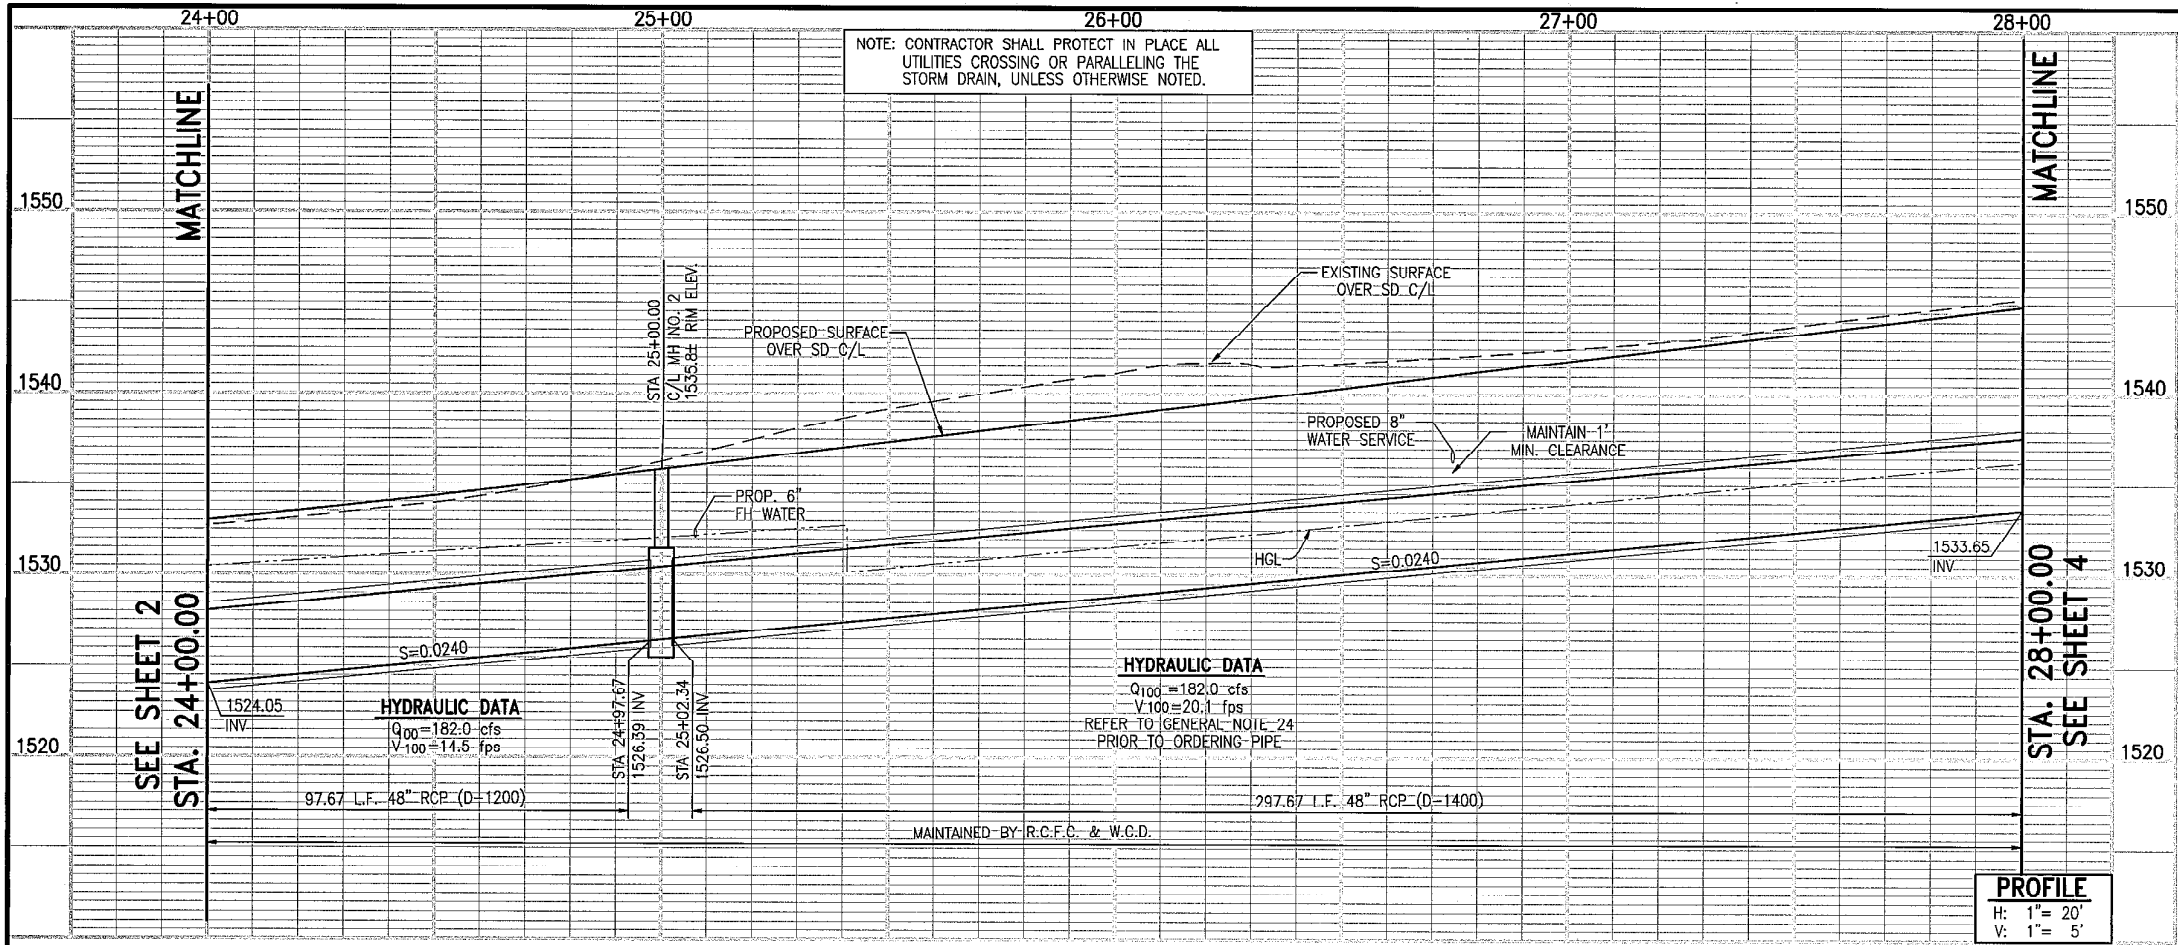 24+00
25+00
26+00
27+00
28+00
NOTE: CONTRACTOR SHALL PROTECT IN PLACE ALL
UTILITIES CROSSING OR PARALLELING THE
STORM DRAIN, UNLESS OTHERWISE NOTED.
MATCHLINE
MATCHLINE
1550
1550
STA 25+00.00
C/L MH NO. 2
1535.8± RIM ELEV.
EXISTING SURFACE
OVER SD C/L
PROPOSED SURFACE
OVER SD C/L
1540
1540
PROPOSED 8"
WATER SERVICE
MAINTAIN 1'
MIN. CLEARANCE
PROP. 6"
FH WATER
1530
1530
HGL
S=0.0240
1533.65
INV
SEE SHEET 2
STA. 24+00.00
S=0.0240
1524.05
INV
HYDRAULIC DATA
Q100=182.0 cfs
V100=14.5 fps
STA 24+97.67
1526.39 INV
STA 25+02.34
1526.50 INV
HYDRAULIC DATA
Q100=182.0 cfs
V100=20.1 fps
REFER TO GENERAL NOTE 24
PRIOR TO ORDERING PIPE
STA. 28+00.00
SEE SHEET 4
1520
1520
97.67 L.F. 48" RCP (D-1200)
297.67 L.F. 48" RCP (D-1400)
MAINTAINED BY R.C.F.C. & W.C.D.
PROFILE
H: 1"= 20'
V: 1"= 5'